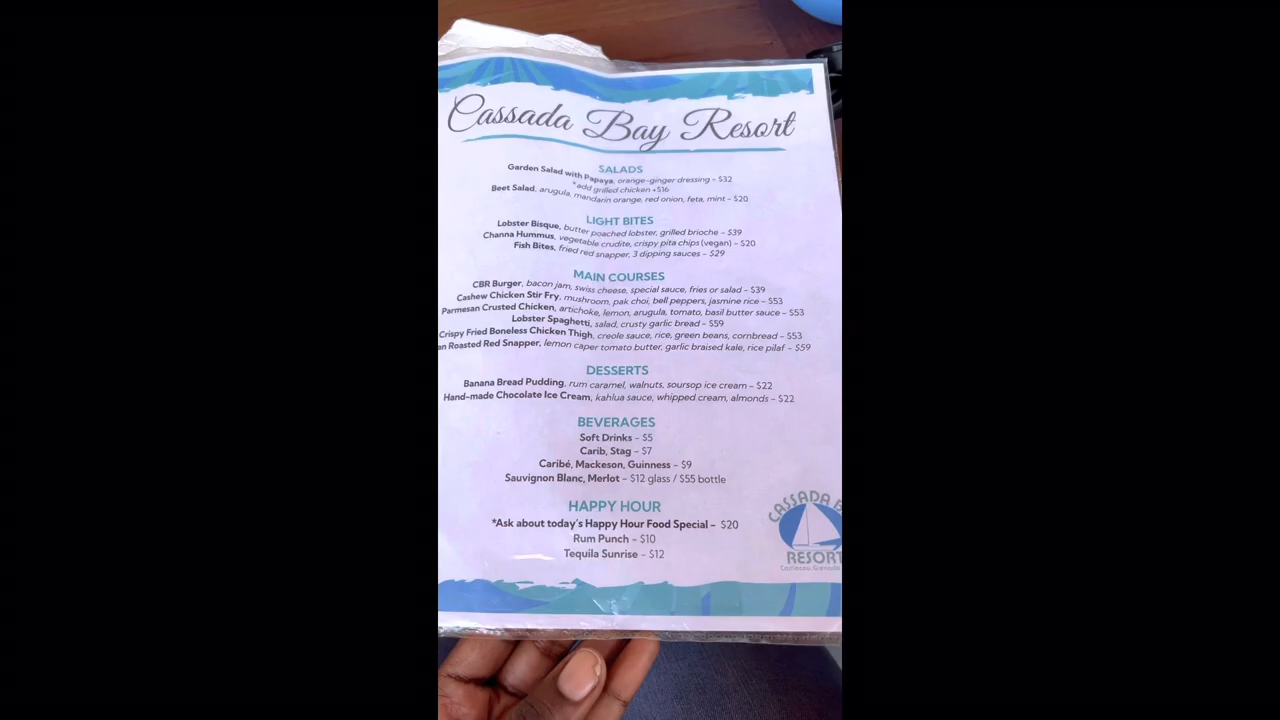 Cassada Bay Resort
SALADS
Garden Salad with Papaya, orange-ginger dressing - $32
*add grilled chicken +$16
Beet Salad, arugula, mandarin orange, red onion, feta, mint - $20
LIGHT BITES
Lobster Bisque, butter poached lobster, grilled brioche - $39
Channa Hummus, vegetable crudite, crispy pita chips (vegan) - $20
Fish Bites, fried red snapper, 3 dipping sauces - $29
MAIN COURSES
CBR Burger, bacon jam, swiss cheese, special sauce, fries or salad - $39
Cashew Chicken Stir Fry, mushroom, pak choi, bell peppers, jasmine rice - $53
Parmesan Crusted Chicken, artichoke, lemon, arugula, tomato, basil butter sauce - $53
Lobster Spaghetti, salad, crusty garlic bread - $59
Crispy Fried Boneless Chicken Thigh, creole sauce, rice, green beans, cornbread - $53
an Roasted Red Snapper, lemon caper tomato butter, garlic braised kale, rice pilaf - $59
DESSERTS
Banana Bread Pudding, rum caramel, walnuts, soursop ice cream - $22
Hand-made Chocolate Ice Cream, kahlua sauce, whipped cream, almonds - $22
BEVERAGES
Soft Drinks - $5
Carib, Stag - $7
Caribé, Mackeson, Guinness - $9
Sauvignon Blanc, Merlot - $12 glass / $55 bottle
HAPPY HOUR
*Ask about today's Happy Hour Food Special - $20
Rum Punch - $10
Tequila Sunrise - $12
CASSADA B
RESORT
Carriacou, Grenada